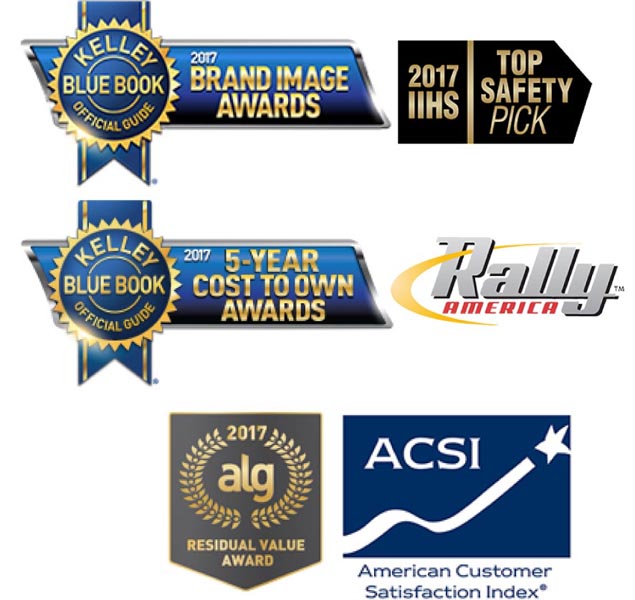 KELLEY
BLUE BOOK
OFFICIAL GUIDE
2017
BRAND IMAGE
AWARDS
2017
IIHS
TOP
SAFETY
PICK
KELLEY
BLUE BOOK
OFFICIAL GUIDE
2017
5-YEAR
COST TO OWN
AWARDS
Rally™
AMERICA
2017
alg
RESIDUAL VALUE
AWARD
ACSI
American Customer
Satisfaction Index®